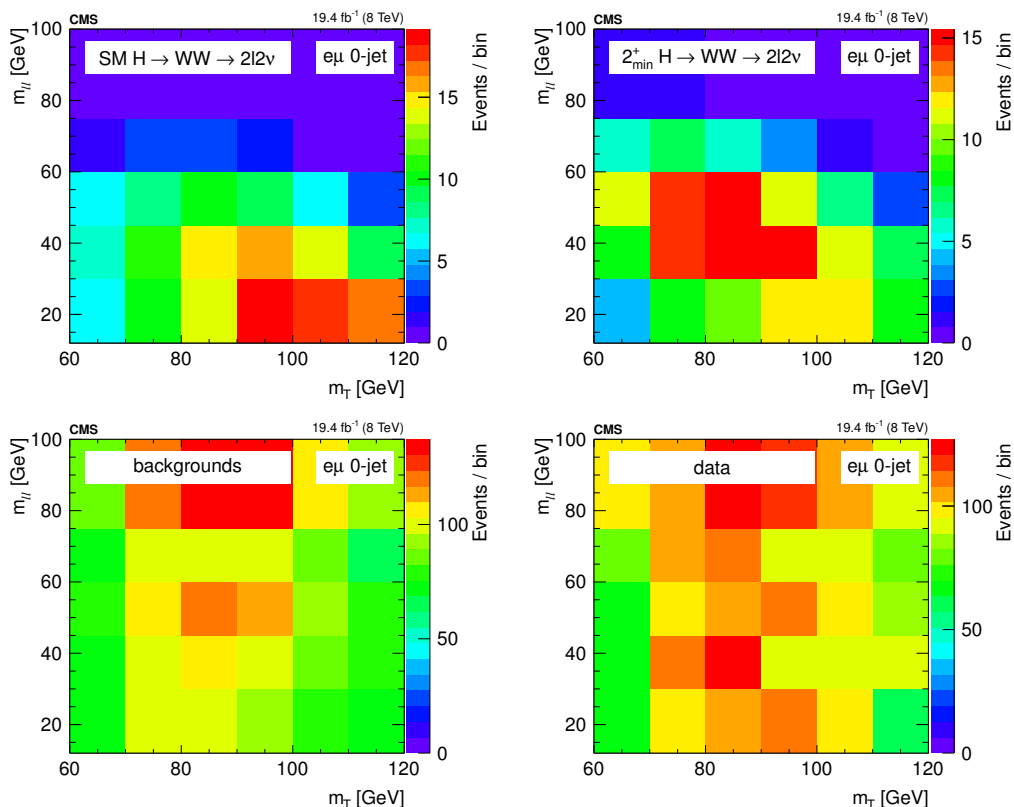 CMS 19.4 fb⁻¹ (8 TeV)
SM H → WW → 2l2ν eμ 0-jet
m_ll [GeV]
100
80
60
40
20
60 80 100 120
m_T [GeV]
Events / bin
15
10
5
0
CMS 19.4 fb⁻¹ (8 TeV)
2⁺_min H → WW → 2l2ν eμ 0-jet
m_ll [GeV]
100
80
60
40
20
60 80 100 120
m_T [GeV]
Events / bin
15
10
5
0
CMS 19.4 fb⁻¹ (8 TeV)
backgrounds eμ 0-jet
m_ll [GeV]
100
80
60
40
20
60 80 100 120
m_T [GeV]
Events / bin
100
50
0
CMS 19.4 fb⁻¹ (8 TeV)
data eμ 0-jet
m_ll [GeV]
100
80
60
40
20
60 80 100 120
m_T [GeV]
Events / bin
100
50
0